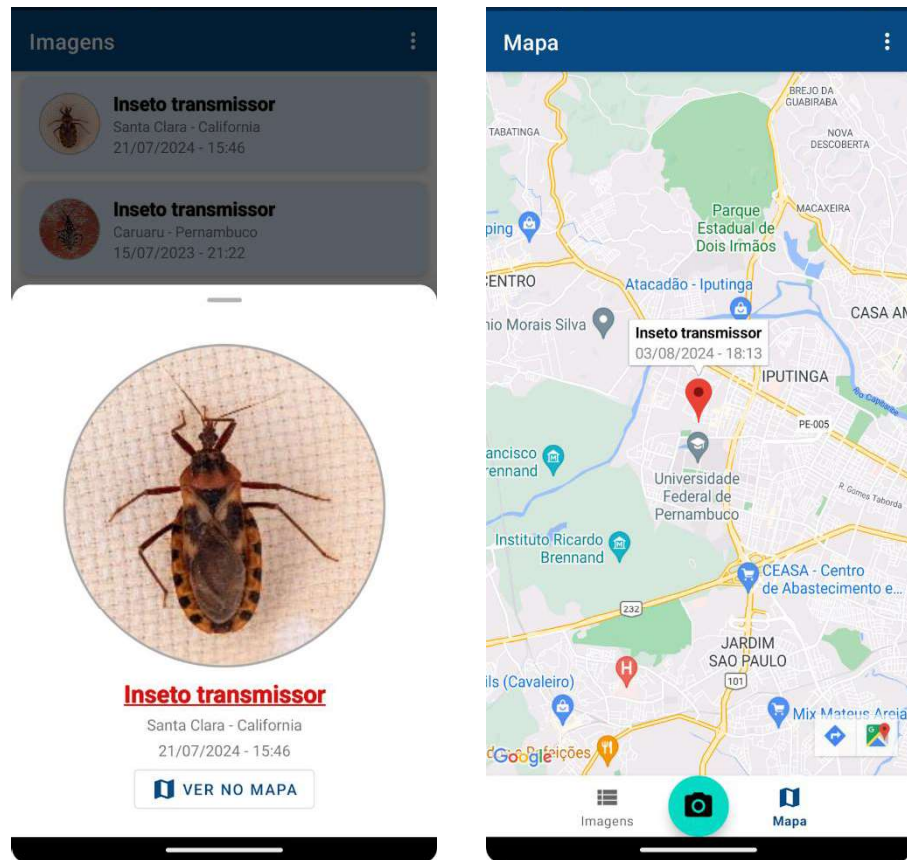 Imagens
Inseto transmissor
Santa Clara - California
21/07/2024 - 15:46
Inseto transmissor
Caruaru - Pernambuco
15/07/2023 - 21:22
Inseto transmissor
Santa Clara - California
21/07/2024 - 15:46
VER NO MAPA
Mapa
BREJO DA
GUABIRABA
TABATINGA
NOVA
DESCOBERTA
Parque
Estadual de
Dois Irmãos
MACAXEIRA
ping
CENTRO
Atacadão - Iputinga
CASA AM
nio Morais Silva
Inseto transmissor
03/08/2024 - 18:13
IPUTINGA
Rio Capibaribe
PE-005
ancisco
rennand
Universidade
Federal de
Pernambuco
R. Gomes Taborda
Instituto Ricardo
Brennand
CEASA - Centro
de Abastecimento e...
232
JARDIM
SAO PAULO
H
101
ils (Cavaleiro)
Mix Mateus Areia
Google
Refeições
Imagens
Mapa